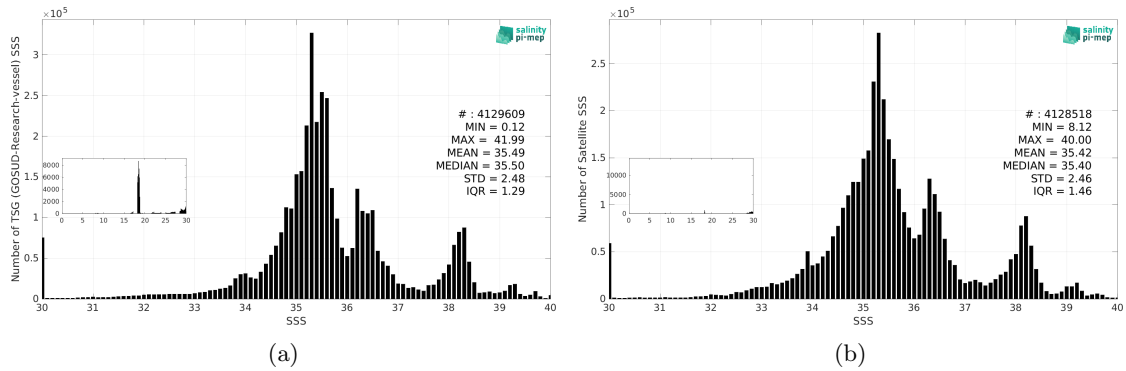 ×10^5
salinity
pi-mep
Number of TSG (GOSUD-Research-vessel) SSS
3
2.5
2
1.5
1
0.5
0
# : 4129609
MIN = 0.12
MAX = 41.99
MEAN = 35.49
MEDIAN = 35.50
STD = 2.48
IQR = 1.29
8000
6000
4000
2000
0
0 5 10 15 20 25 30
30 31 32 33 34 35 36 37 38 39 40
SSS
(a)
×10^5
salinity
pi-mep
Number of Satellite SSS
2.5
2
1.5
1
0.5
0
# : 4128518
MIN = 8.12
MAX = 40.00
MEAN = 35.42
MEDIAN = 35.40
STD = 2.46
IQR = 1.46
10000
5000
0
0 5 10 15 20 25 30
30 31 32 33 34 35 36 37 38 39 40
SSS
(b)